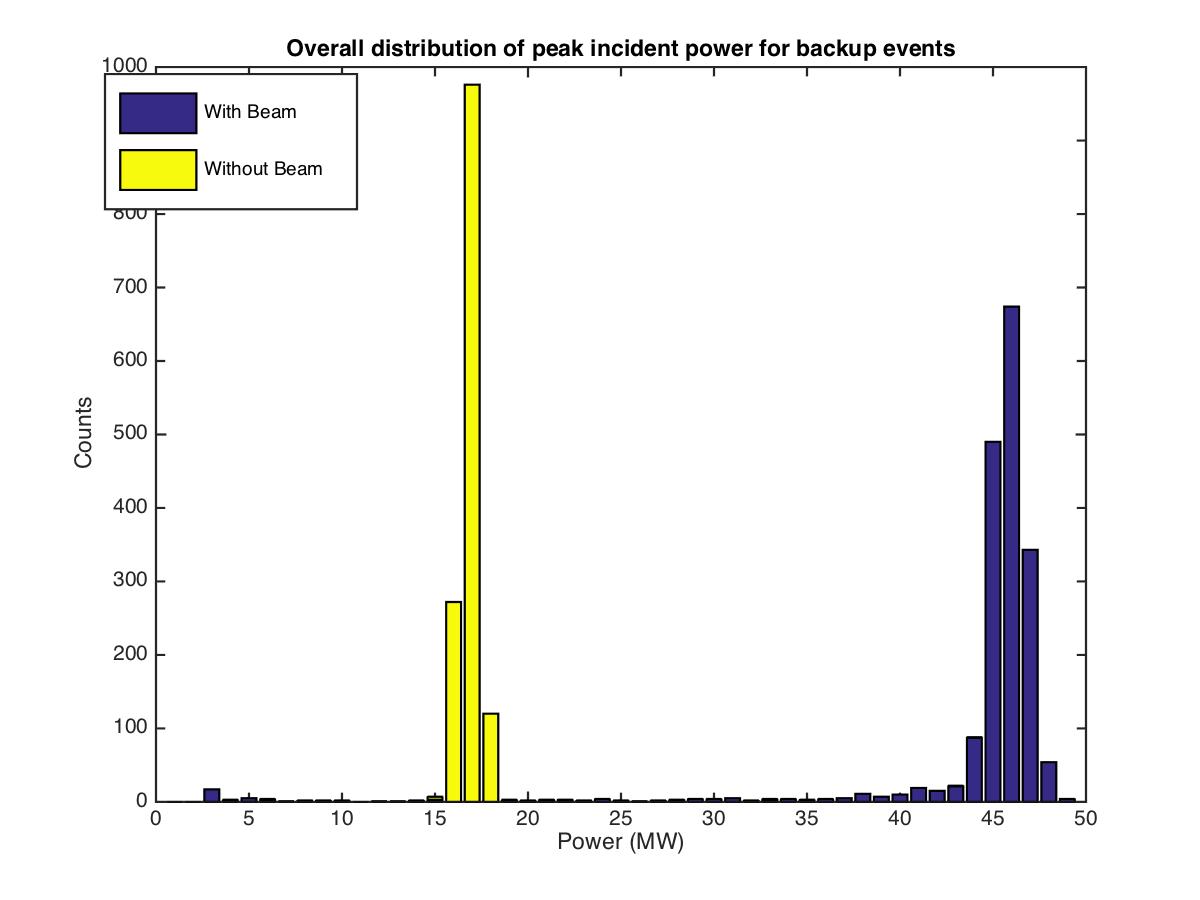 Overall distribution of peak incident power for backup events
1000
With Beam
Without Beam
800
700
600
500
400
300
200
100
0
Counts
0 5 10 15 20 25 30 35 40 45 50
Power (MW)